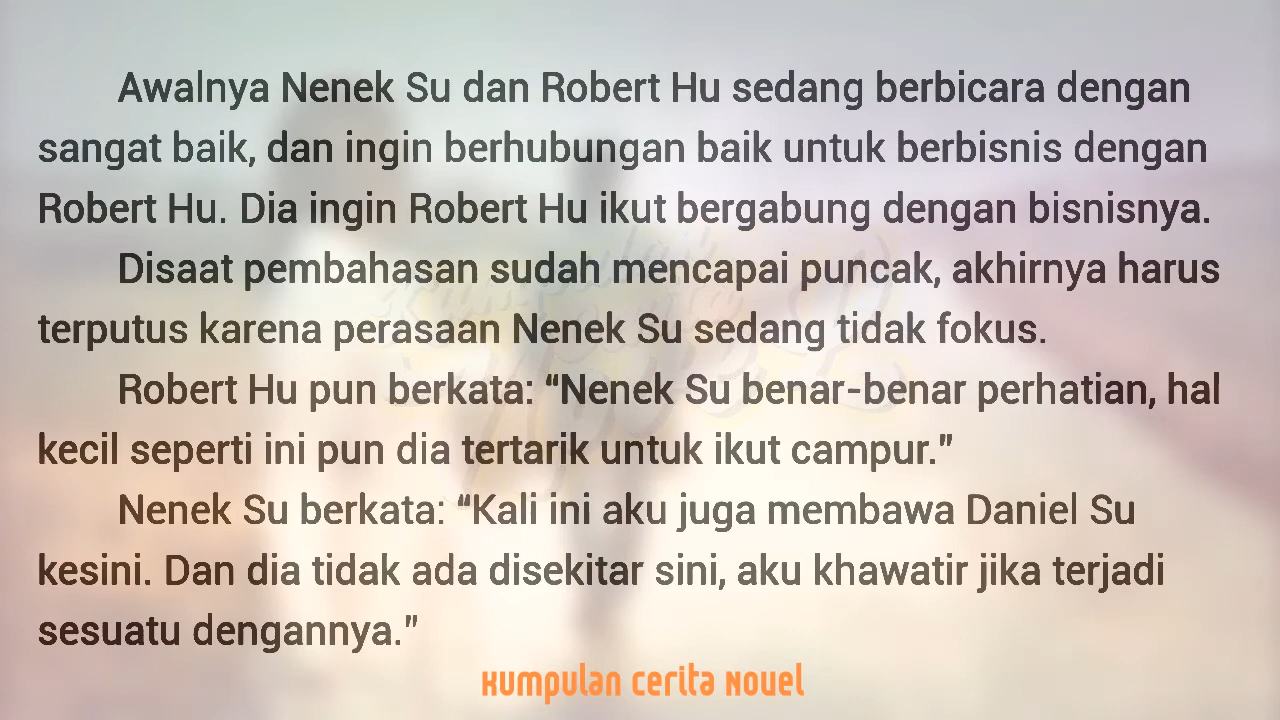 Awalnya Nenek Su dan Robert Hu sedang berbicara dengan
sangat baik, dan ingin berhubungan baik untuk berbisnis dengan
Robert Hu. Dia ingin Robert Hu ikut bergabung dengan bisnisnya.
Disaat pembahasan sudah mencapai puncak, akhirnya harus
terputus karena perasaan Nenek Su sedang tidak fokus.
Robert Hu pun berkata: “Nenek Su benar-benar perhatian, hal
kecil seperti ini pun dia tertarik untuk ikut campur.”
Nenek Su berkata: “Kali ini aku juga membawa Daniel Su
kesini. Dan dia tidak ada disekitar sini, aku khawatir jika terjadi
sesuatu dengannya.”
Kumpulan Cerita Novel